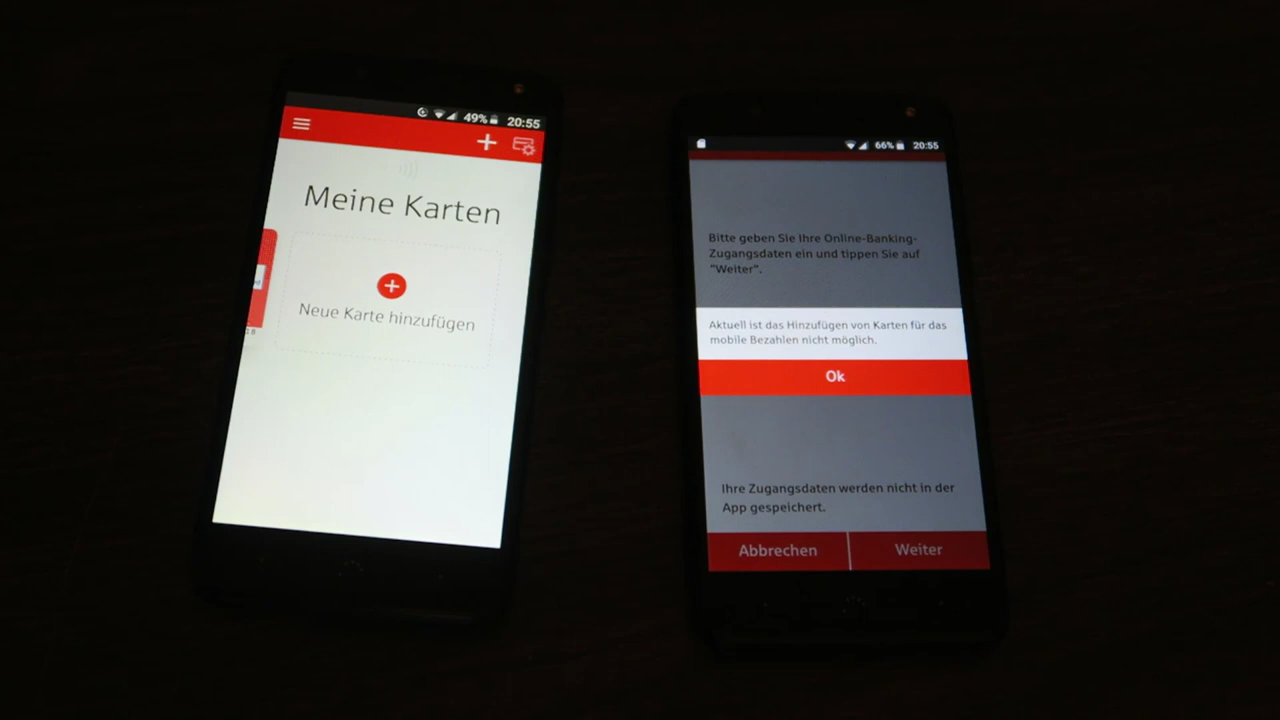 49% 20:55
Meine Karten
Neue Karte hinzufügen
18
66% 20:55
Bitte geben Sie Ihre Online-Banking-
Zugangsdaten ein und tippen Sie auf
"Weiter".
Aktuell ist das Hinzufügen von Karten für das
mobile Bezahlen nicht möglich.
Ok
Ihre Zugangsdaten werden nicht in der
App gespeichert.
Abbrechen Weiter